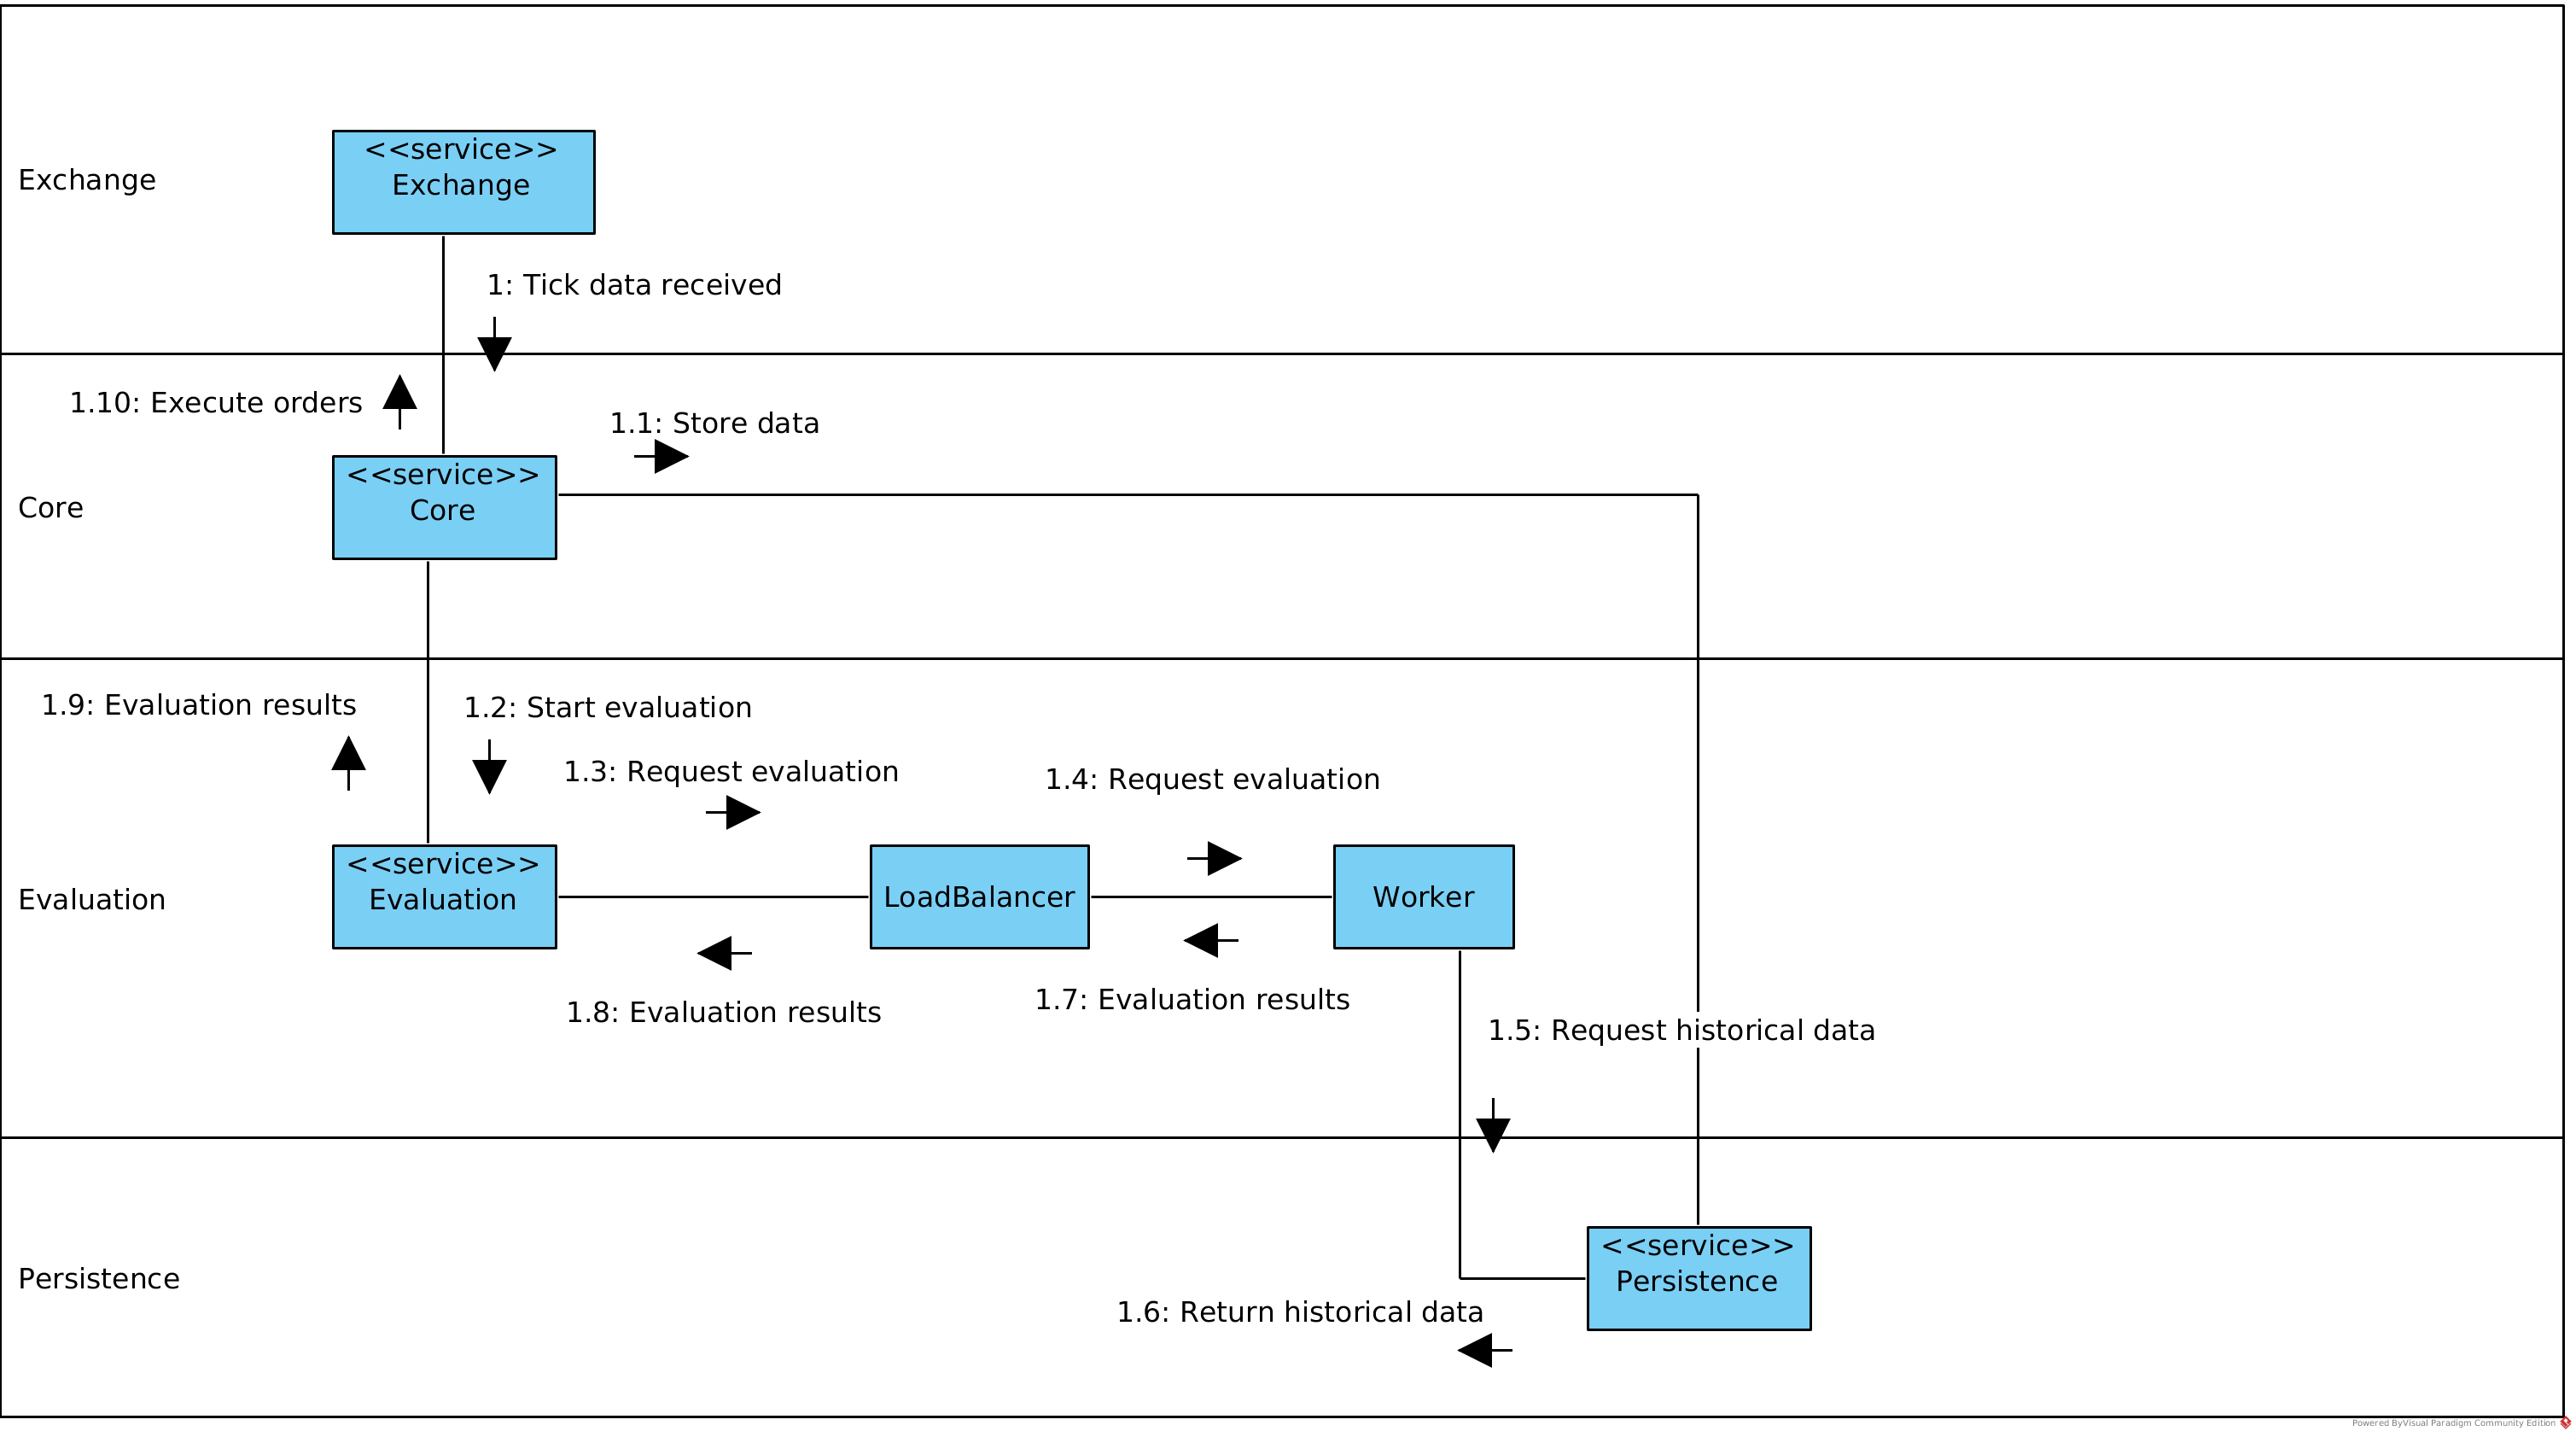 <<service>>
Exchange
Exchange
1: Tick data received
1.10: Execute orders
1.1: Store data
<<service>>
Core
Core
1.9: Evaluation results
1.2: Start evaluation
1.3: Request evaluation
1.4: Request evaluation
<<service>>
Evaluation
LoadBalancer
Worker
Evaluation
1.8: Evaluation results
1.7: Evaluation results
1.5: Request historical data
<<service>>
Persistence
Persistence
1.6: Return historical data
Powered ByVisual Paradigm Community Edition